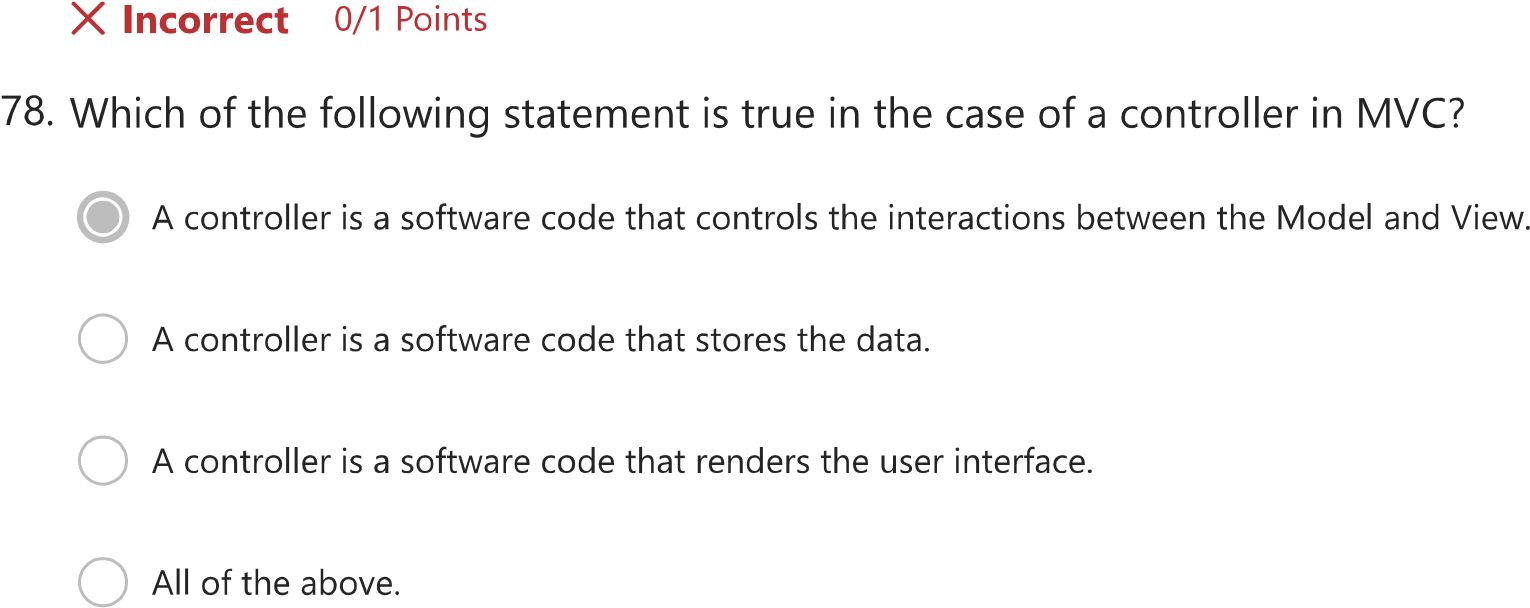 Incorrect 0/1 Points
78. Which of the following statement is true in the case of a controller in MVC?
A controller is a software code that controls the interactions between the Model and View.
A controller is a software code that stores the data.
A controller is a software code that renders the user interface.
All of the above.